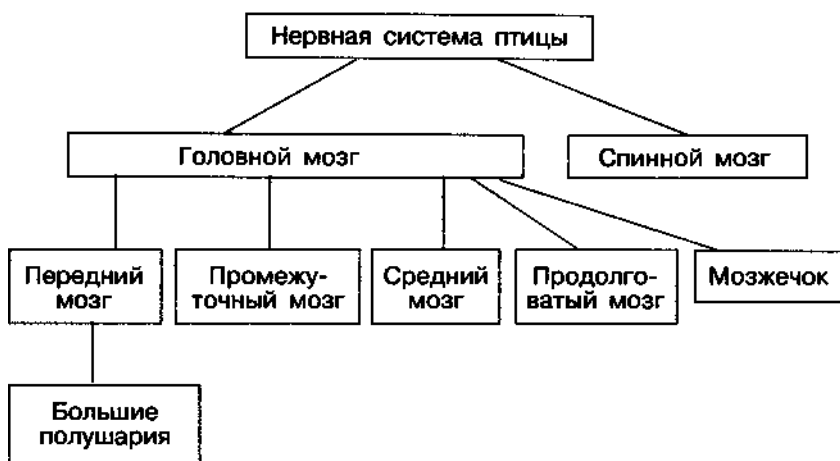 Нервная система птицы
Головной мозг
Спинной мозг
Передний
мозг
Промежу-
точный мозг
Средний
мозг
Продолго-
ватый мозг
Мозжечок
Большие
полушария